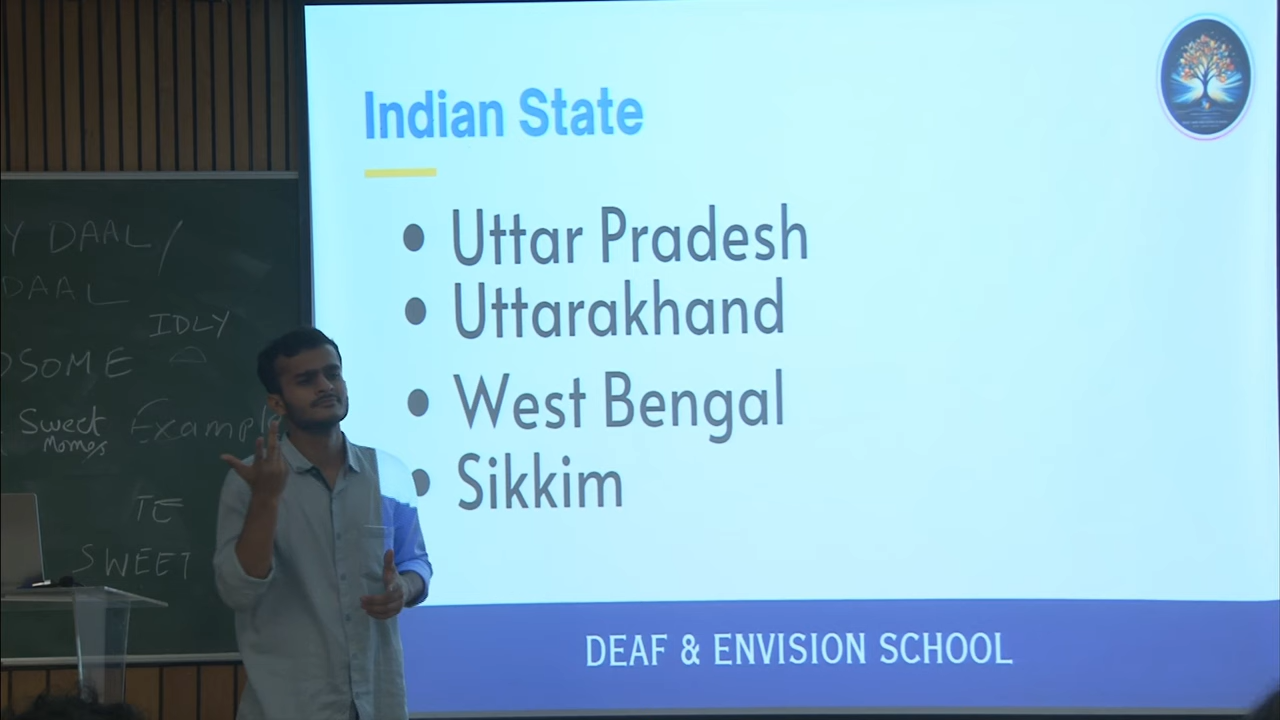 Indian State
Uttar Pradesh
Uttarakhand
West Bengal
Sikkim
DEAF & ENVISION SCHOOL
Y DAAL/
DAAL
IDLY
OSOME
Sweet Example
Momos
TE
SWEET